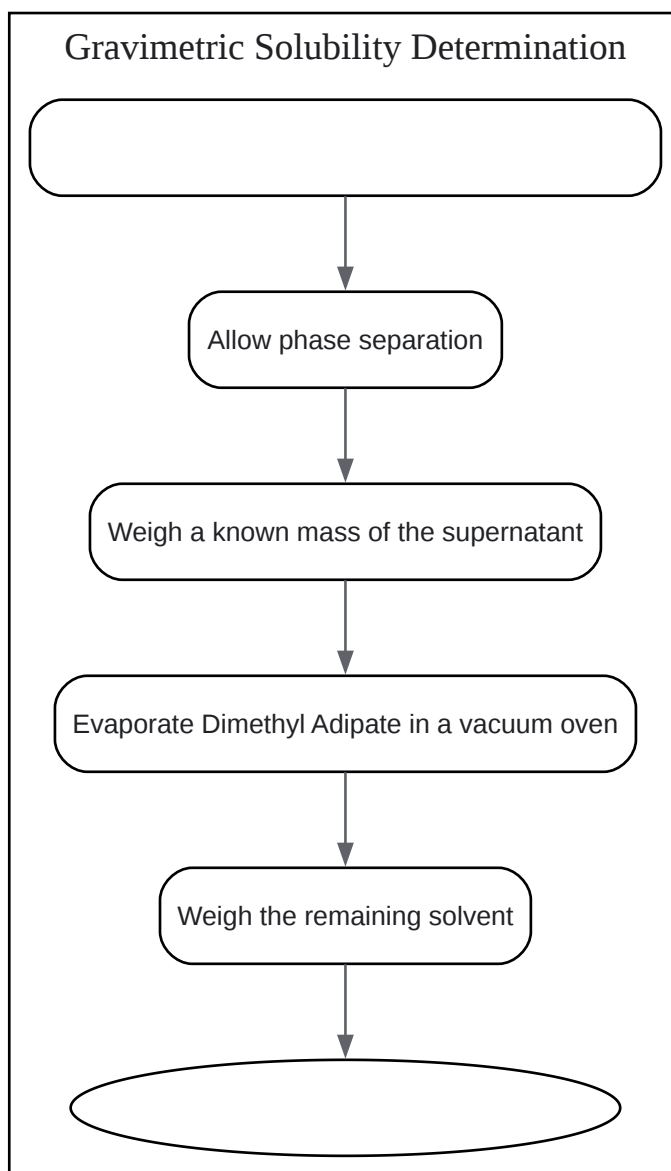 Gravimetric Solubility Determination
Allow phase separation
Weigh a known mass of the supernatant
Evaporate Dimethyl Adipate in a vacuum oven
Weigh the remaining solvent